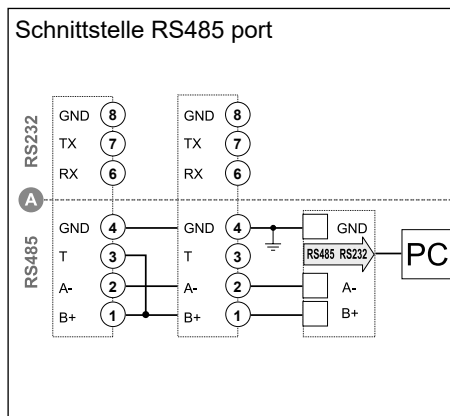 Schnittstelle RS485 port
RS232
GND 8 GND 8
TX 7 TX 7
RX 6 RX 6
A
RS485
GND 4 GND 4 GND
T 3 T 3 RS485 RS232 PC
A- 2 A- 2 A-
B+ 1 B+ 1 B+